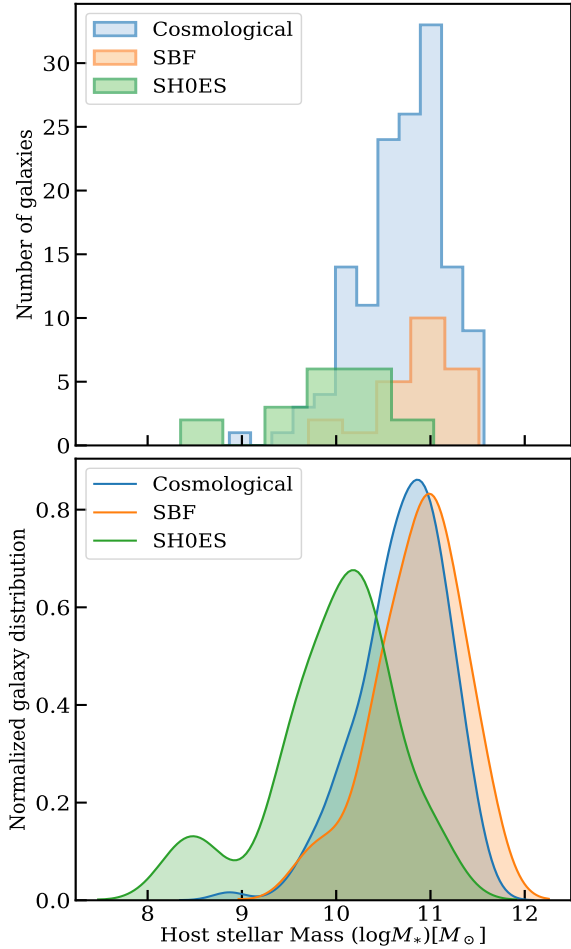 Cosmological
SBF
SH0ES
Number of galaxies
30
25
20
15
10
5
0
Cosmological
SBF
SH0ES
Normalized galaxy distribution
0.8
0.6
0.4
0.2
0.0
8 9 10 11 12
Host stellar Mass (logM*)[M⊙]